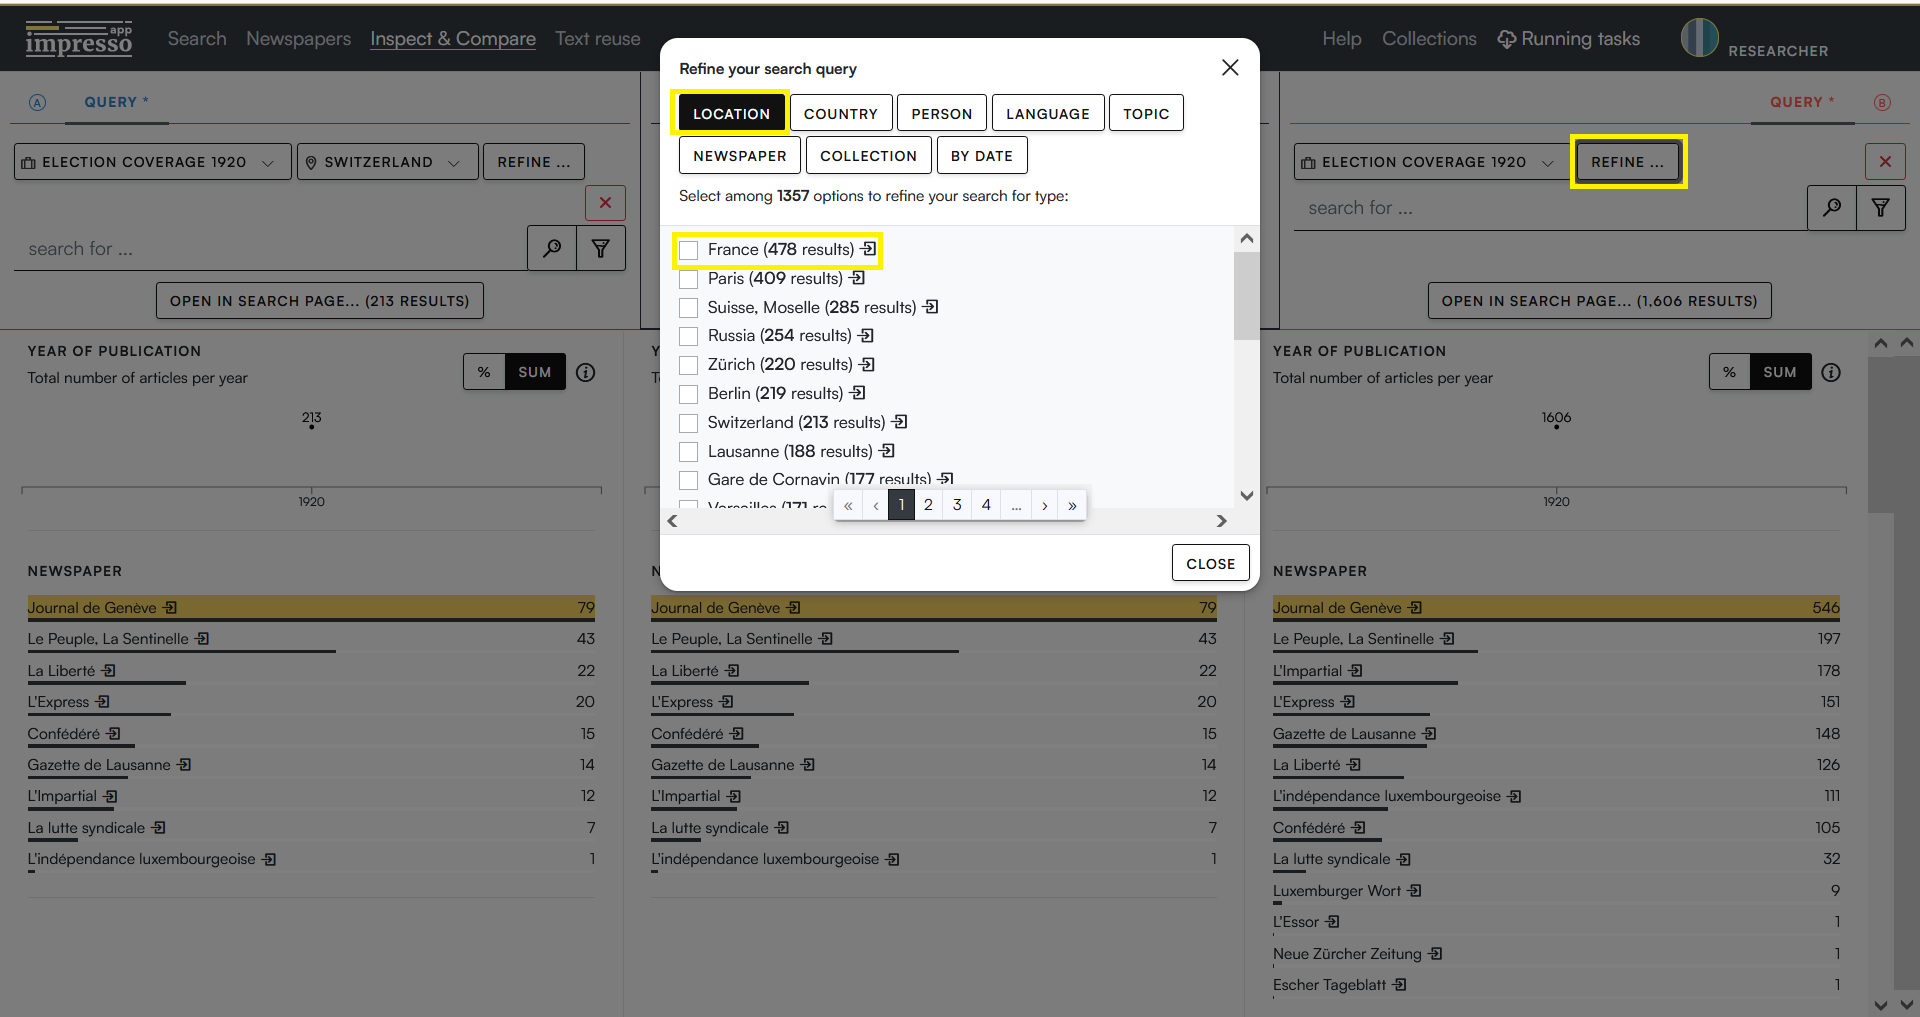 impresso app
Search Newspapers Inspect & Compare Text reuse
Help Collections Running tasks RESEARCHER
A QUERY *
ELECTION COVERAGE 1920 SWITZERLAND REFINE ...
search for ...
OPEN IN SEARCH PAGE... (213 RESULTS)
Refine your search query
LOCATION COUNTRY PERSON LANGUAGE TOPIC
NEWSPAPER COLLECTION BY DATE
Select among 1357 options to refine your search for type:
France (478 results)
Paris (409 results)
Suisse, Moselle (285 results)
Russia (254 results)
Zürich (220 results)
Berlin (219 results)
Switzerland (213 results)
Lausanne (188 results)
Gare de Cornavin (177 results)
Versailles (171 re
« ‹ 1 2 3 4 ... › »
CLOSE
QUERY * B
ELECTION COVERAGE 1920 REFINE ...
search for ...
OPEN IN SEARCH PAGE... (1,606 RESULTS)
YEAR OF PUBLICATION
Total number of articles per year
% SUM
213
1920
NEWSPAPER
Journal de Genève 79
Le Peuple, La Sentinelle 43
La Liberté 22
L'Express 20
Confédéré 15
Gazette de Lausanne 14
L'Impartial 12
La lutte syndicale 7
L'indépendance luxembourgeoise 1
Y
T
N
Journal de Genève 79
Le Peuple, La Sentinelle 43
La Liberté 22
L'Express 20
Confédéré 15
Gazette de Lausanne 14
L'Impartial 12
La lutte syndicale 7
L'indépendance luxembourgeoise 1
YEAR OF PUBLICATION
Total number of articles per year
% SUM
1606
1920
NEWSPAPER
Journal de Genève 546
Le Peuple, La Sentinelle 197
L'Impartial 178
L'Express 151
Gazette de Lausanne 148
La Liberté 126
L'indépendance luxembourgeoise 111
Confédéré 105
La lutte syndicale 32
Luxemburger Wort 9
L'Essor 1
Neue Zürcher Zeitung 1
Escher Tageblatt 1